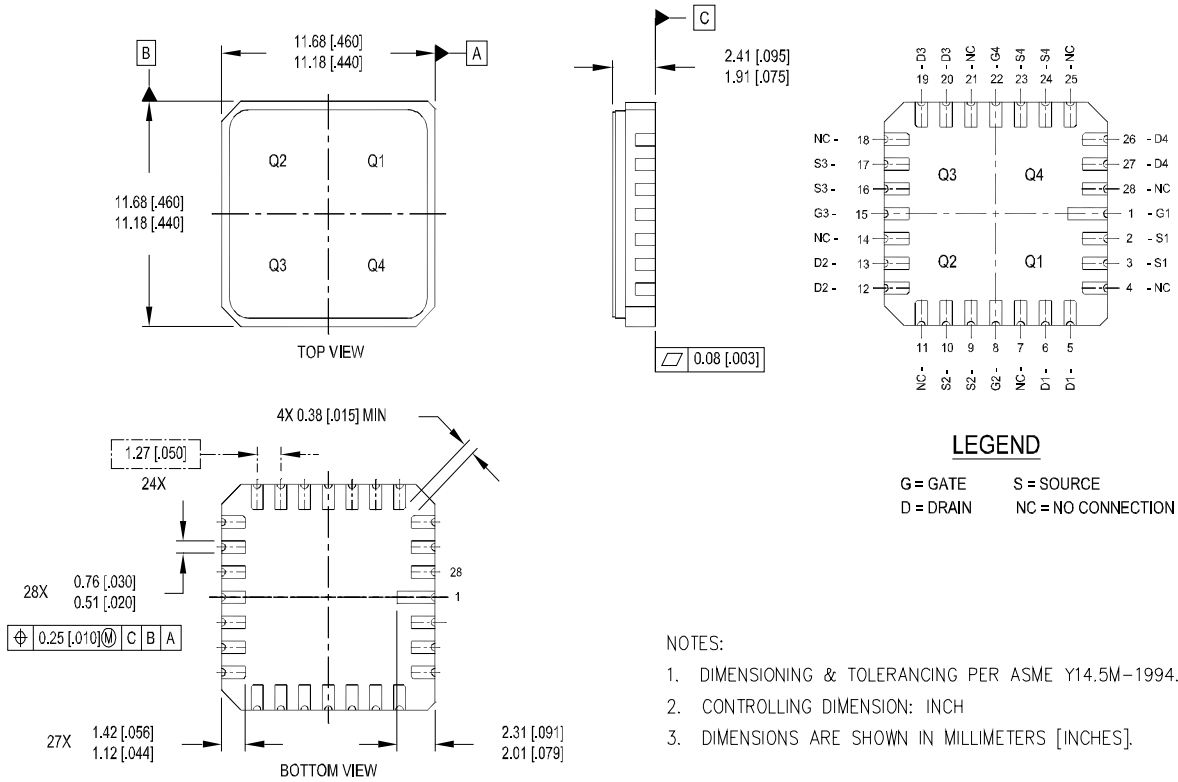 B
11.68 [.460]
11.18 [.440]
A
11.68 [.460]
11.18 [.440]
Q2
Q1
Q3
Q4
TOP VIEW
C
2.41 [.095]
1.91 [.075]
0.08 [.003]
19 - D3
20 - D3
21 - NC
22 - G4
23 - S4
24 - S4
25 - NC
NC - 18
S3 - 17
S3 - 16
G3 - 15
NC - 14
D2 - 13
D2 - 12
Q3
Q4
Q2
Q1
26 - D4
27 - D4
28 - NC
1 - G1
2 - S1
3 - S1
4 - NC
11
10
9
8
7
6
5
NC -
S2 -
S2 -
G2 -
NC -
D1 -
D1 -
LEGEND
G = GATE S = SOURCE
D = DRAIN NC = NO CONNECTION
4X 0.38 [.015] MIN
1.27 [.050]
24X
28X
0.76 [.030]
0.51 [.020]
⌖ 0.25 [.010] Ⓜ C B A
28
1
27X
1.42 [.056]
1.12 [.044]
2.31 [.091]
2.01 [.079]
BOTTOM VIEW
NOTES:
1. DIMENSIONING & TOLERANCING PER ASME Y14.5M-1994.
2. CONTROLLING DIMENSION: INCH
3. DIMENSIONS ARE SHOWN IN MILLIMETERS [INCHES].